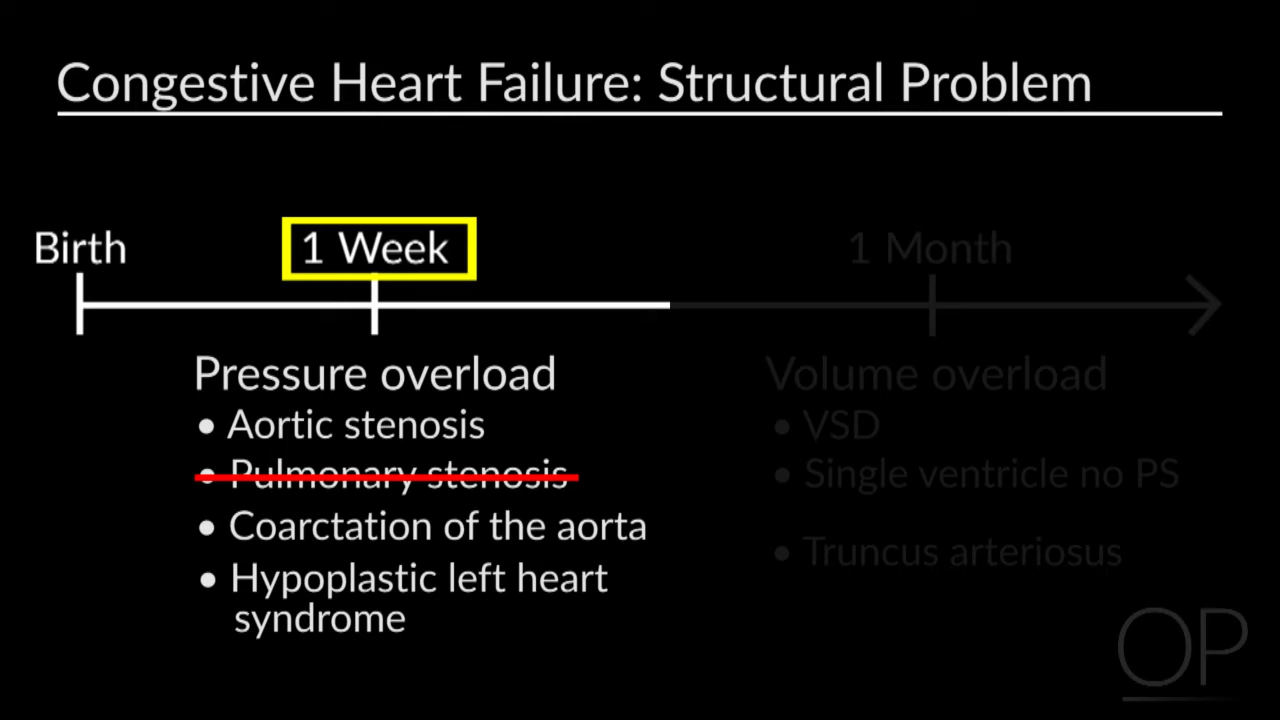 Congestive Heart Failure: Structural Problem
Birth
1 Week
1 Month
Pressure overload
• Aortic stenosis
• Pulmonary stenosis
• Coarctation of the aorta
• Hypoplastic left heart
syndrome
Volume overload
• VSD
• Single ventricle no PS
• Truncus arteriosus
OP